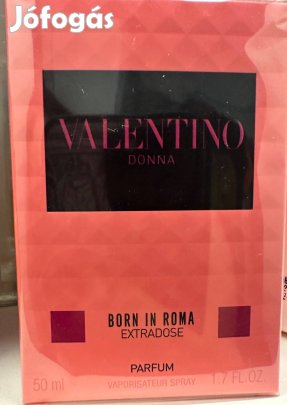 Jófogás
VALENTINO
DONNA
BORN IN ROMA
EXTRADOSE
PARFUM
50 ml VAPORISATEUR SPRAY 1.7 FL OZ.